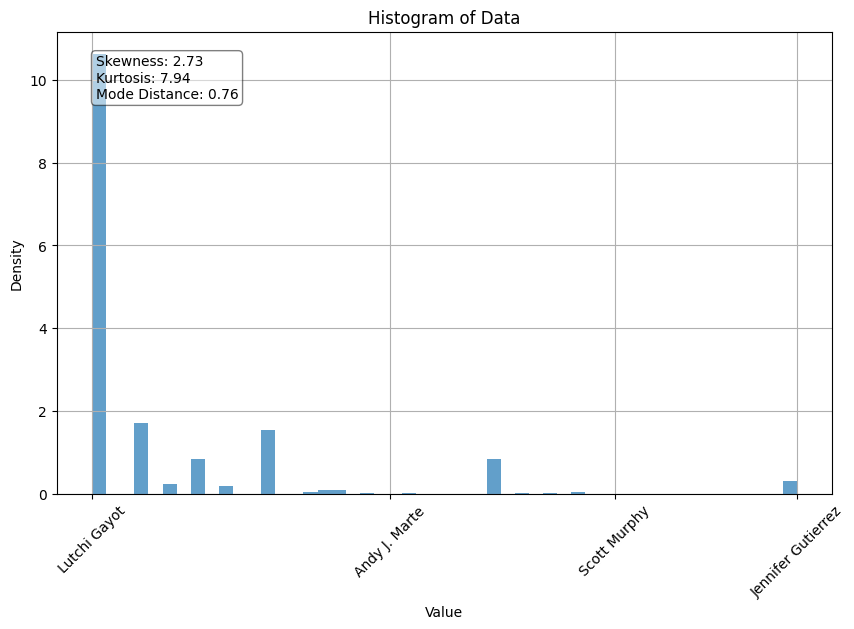 Histogram of Data
Skewness: 2.73
Kurtosis: 7.94
Mode Distance: 0.76
Density
10
8
6
4
2
0
Lutchi Gayot
Andy J. Marte
Scott Murphy
Jennifer Gutierrez
Value